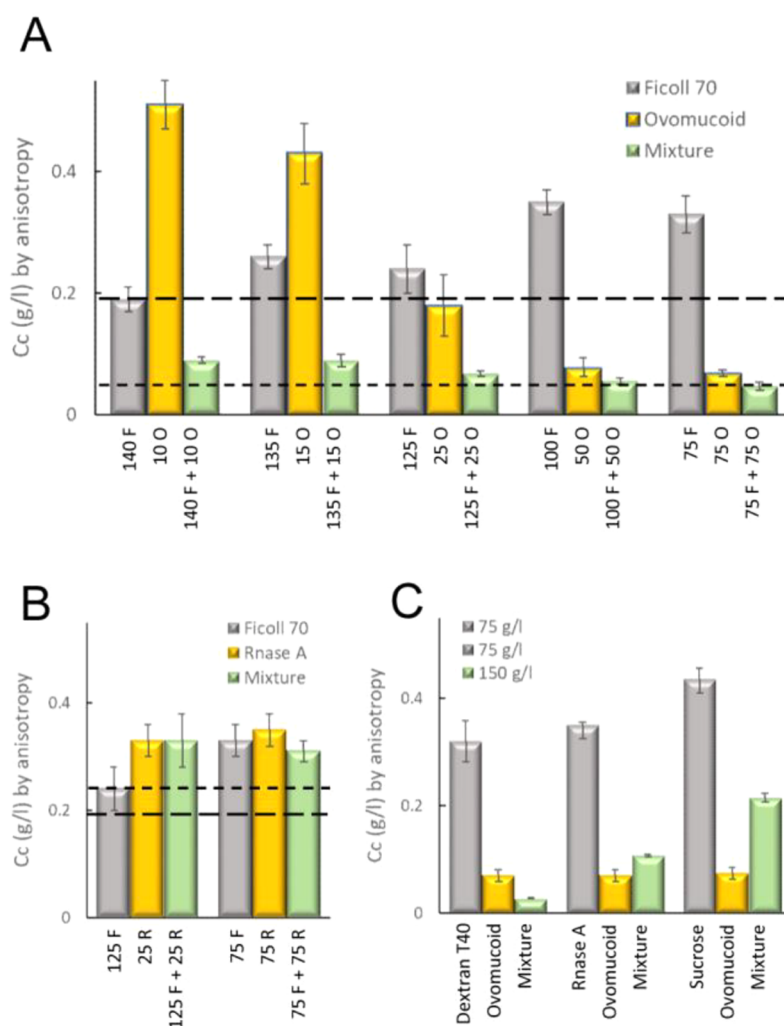 A
Ficoll 70
Ovomucoid
Mixture
Cc (g/l) by anisotropy
0.4
0.2
0
140 F
10 O
140 F + 10 O
135 F
15 O
135 F + 15 O
125 F
25 O
125 F + 25 O
100 F
50 O
100 F + 50 O
75 F
75 O
75 F + 75 O
B
Ficoll 70
Rnase A
Mixture
Cc (g/l) by anisotropy
0.4
0.2
0
125 F
25 R
125 F + 25 R
75 F
75 R
75 F + 75 R
C
75 g/l
75 g/l
150 g/l
Cc (g/l) by anisotropy
0.4
0.2
0
Dextran T40
Ovomucoid
Mixture
Rnase A
Ovomucoid
Mixture
Sucrose
Ovomucoid
Mixture